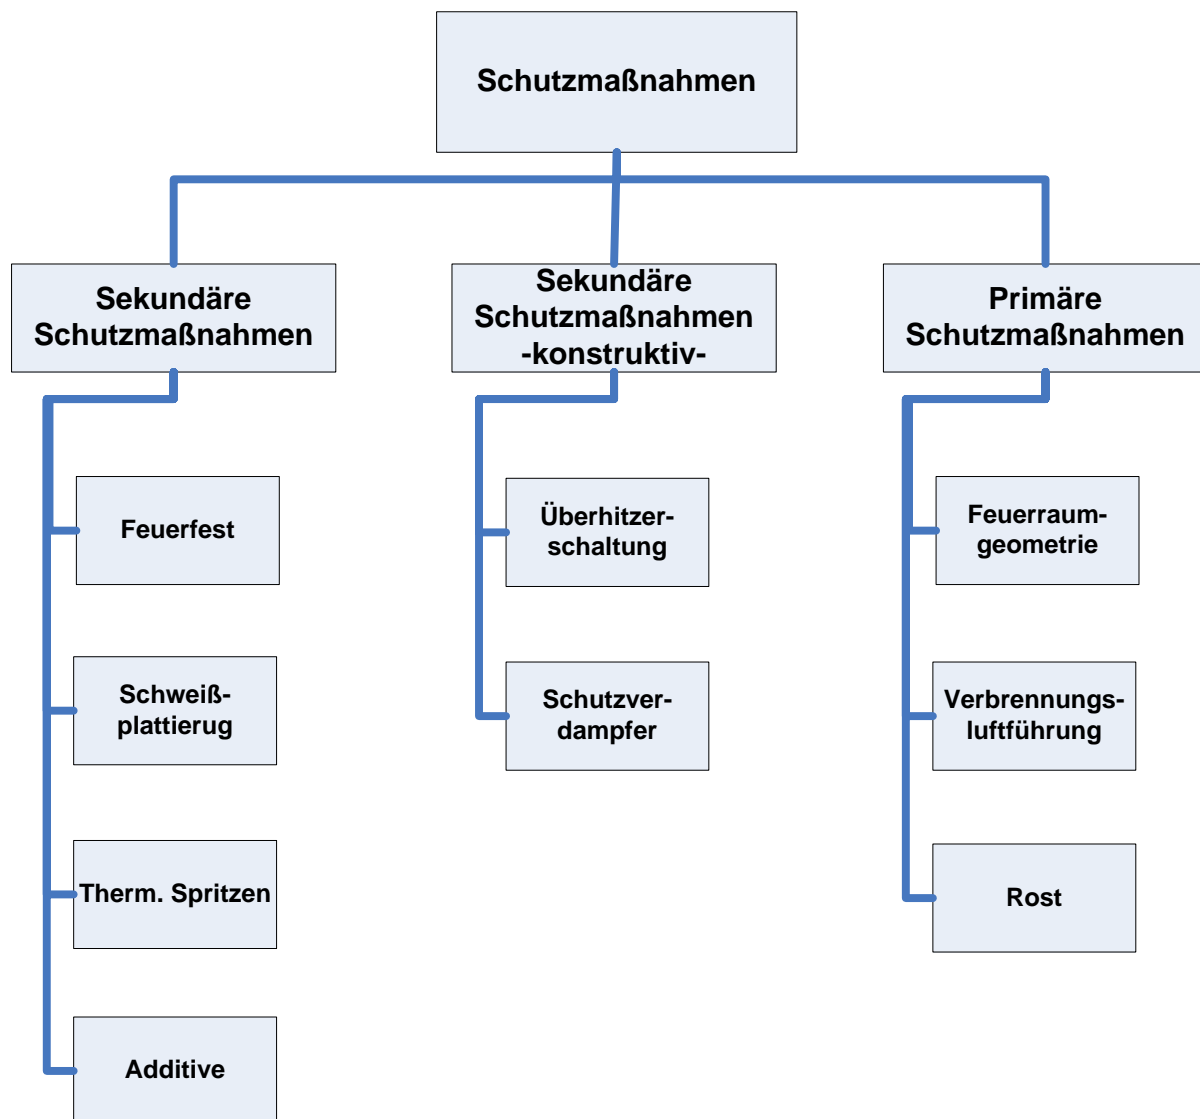 Schutzmaßnahmen
Sekundäre
Schutzmaßnahmen
Sekundäre
Schutzmaßnahmen
-konstruktiv-
Primäre
Schutzmaßnahmen
Feuerfest
Schweiß-
plattierug
Therm. Spritzen
Additive
Überhitzer-
schaltung
Schutzver-
dampfer
Feuerraum-
geometrie
Verbrennungs-
luftführung
Rost